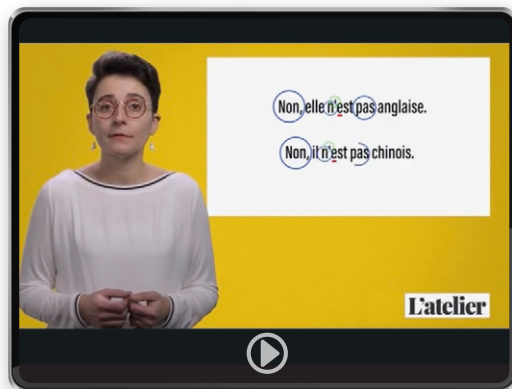 Non, elle n'est pas anglaise.
Non, il n'est pas chinois.
L'atelier